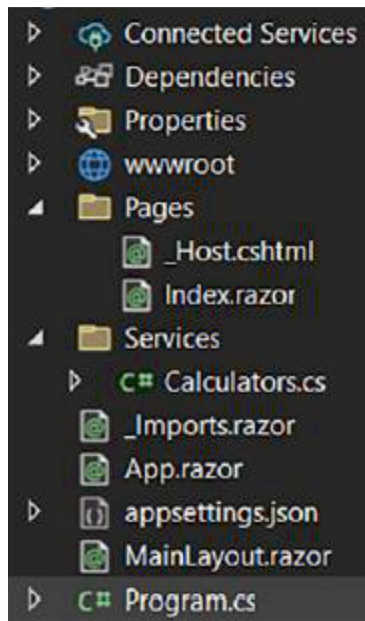 Connected Services
Dependencies
Properties
wwwroot
Pages
_Host.cshtml
Index.razor
Services
C# Calculators.cs
_Imports.razor
App.razor
appsettings.json
MainLayout.razor
C# Program.cs